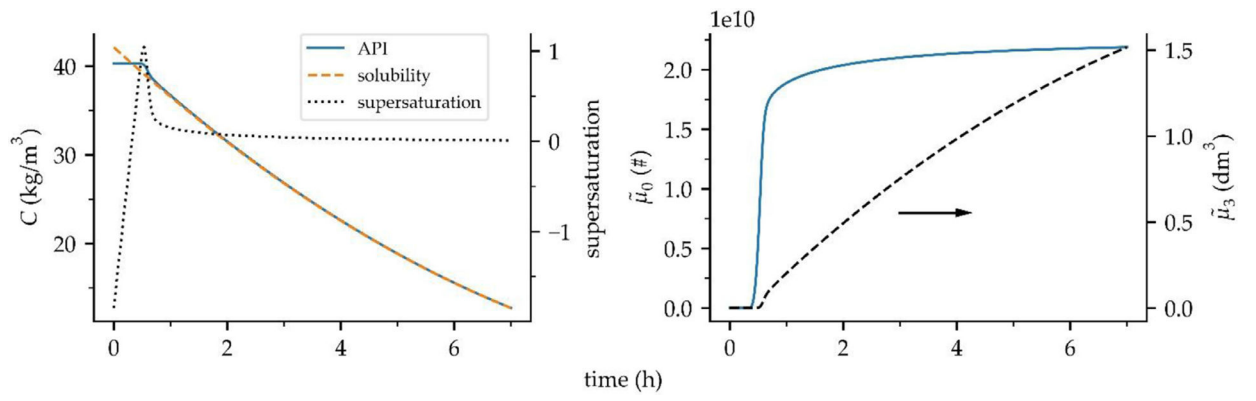 API
solubility
supersaturation
C (kg/m³)
40
30
20
1
0
−1
supersaturation
0
2
4
6
1e10
μ̃₀ (#)
2.0
1.5
1.0
0.5
0.0
1.5
1.0
0.5
0.0
μ̃₃ (dm³)
0
2
4
6
time (h)